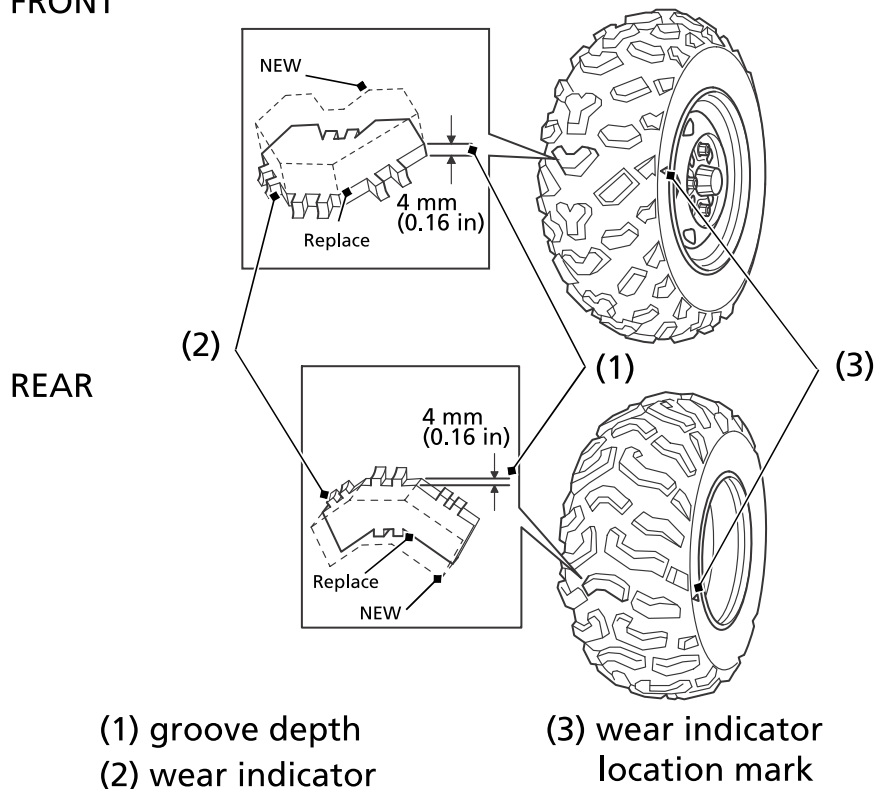 FRONT
NEW
4 mm
(0.16 in)
Replace
(2)
(1)
(3)
REAR
4 mm
(0.16 in)
Replace
NEW
(1) groove depth
(2) wear indicator
(3) wear indicator
location mark